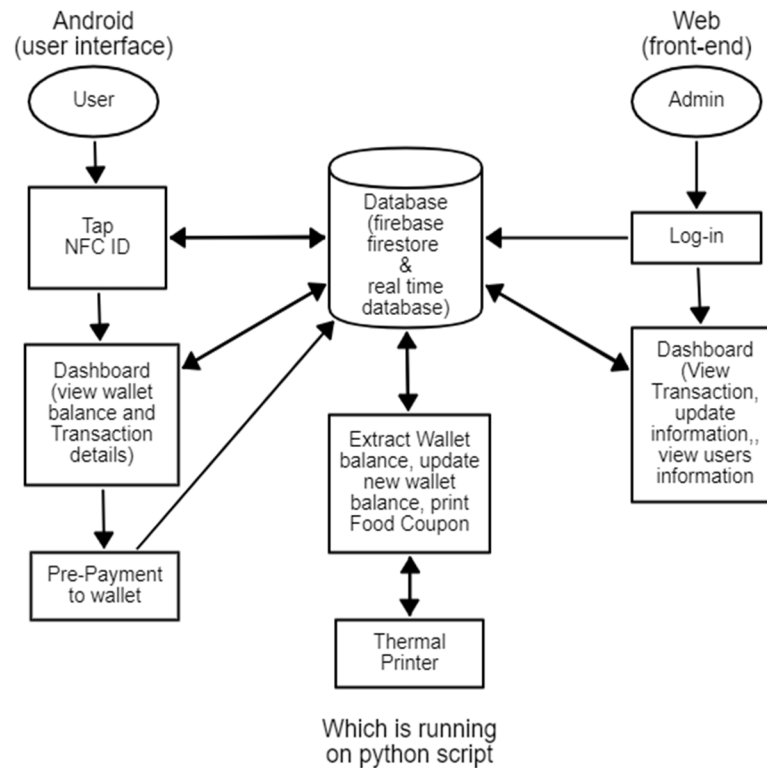 Android
(user interface)
User
Tap
NFC ID
Dashboard
(view wallet
balance and
Transaction
details)
Pre-Payment
to wallet
Database
(firebase
firestore
&
real time
database)
Extract Wallet
balance, update
new wallet
balance, print
Food Coupon
Thermal
Printer
Which is running
on python script
Web
(front-end)
Admin
Log-in
Dashboard
(View
Transaction,
update
information,,
view users
information